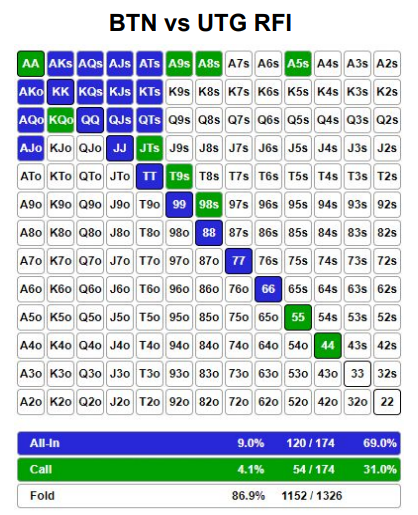 BTN vs UTG RFI
AA AKs AQs AJs ATs A9s A8s A7s A6s A5s A4s A3s A2s
AKo KK KQs KJs KTs K9s K8s K7s K6s K5s K4s K3s K2s
AQo KQo QQ QJs QTs Q9s Q8s Q7s Q6s Q5s Q4s Q3s Q2s
AJo KJo QJo JJ JTs J9s J8s J7s J6s J5s J4s J3s J2s
ATo KTo QTo JTo TT T9s T8s T7s T6s T5s T4s T3s T2s
A9o K9o Q9o J9o T9o 99 98s 97s 96s 95s 94s 93s 92s
A8o K8o Q8o J8o T8o 98o 88 87s 86s 85s 84s 83s 82s
A7o K7o Q7o J7o T7o 97o 87o 77 76s 75s 74s 73s 72s
A6o K6o Q6o J6o T6o 96o 86o 76o 66 65s 64s 63s 62s
A5o K5o Q5o J5o T5o 95o 85o 75o 65o 55 54s 53s 52s
A4o K4o Q4o J4o T4o 94o 84o 74o 64o 54o 44 43s 42s
A3o K3o Q3o J3o T3o 93o 83o 73o 63o 53o 43o 33 32s
A2o K2o Q2o J2o T2o 92o 82o 72o 62o 52o 42o 32o 22
All-In 9.0% 120 / 174 69.0%
Call 4.1% 54 / 174 31.0%
Fold 86.9% 1152 / 1326